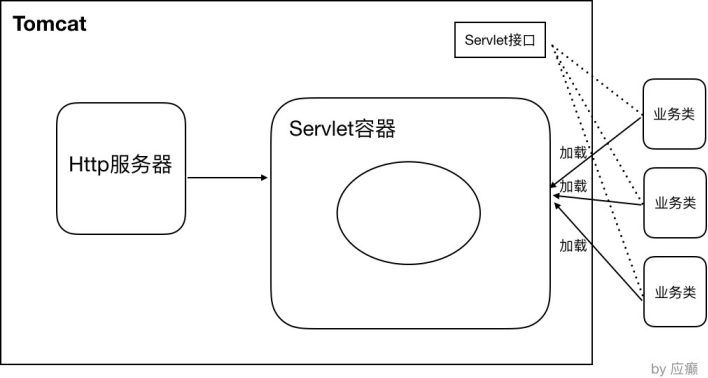 Tomcat
Servlet接口
Servlet容器
Http服务器
业务类
加载
加载
业务类
加载
业务类
by 应癫